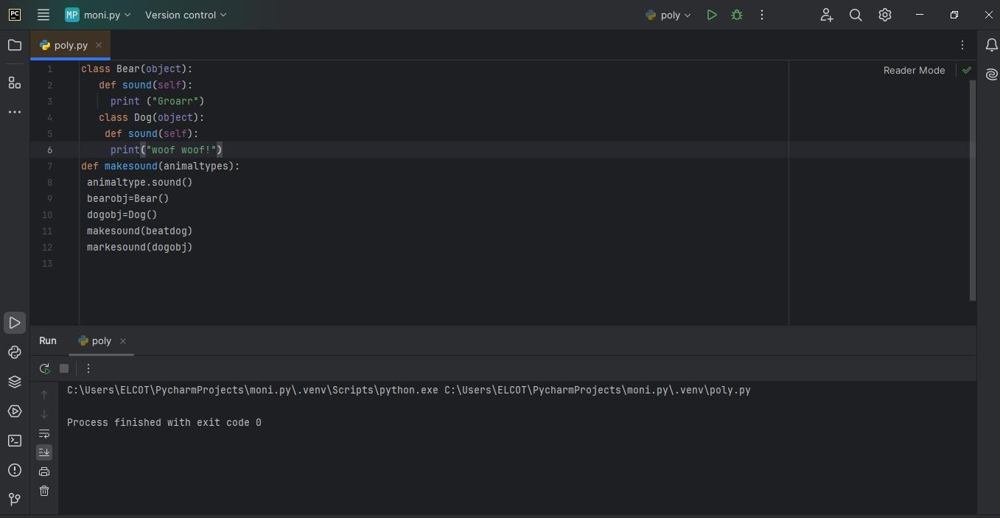 PC MP moni.py Version control poly
poly.py
Reader Mode
1 class Bear(object):
2    def sound(self):
3      print ("Groarr")
4    class Dog(object):
5     def sound(self):
6      print("woof woof!")
7 def makesound(animaltypes):
8  animaltype.sound()
9  bearobj=Bear()
10  dogobj=Dog()
11  makesound(beatdog)
12  markesound(dogobj)
13
Run poly
C:\Users\ELCOT\PycharmProjects\moni.py\.venv\Scripts\python.exe C:\Users\ELCOT\PycharmProjects\moni.py\.venv\poly.py
Process finished with exit code 0